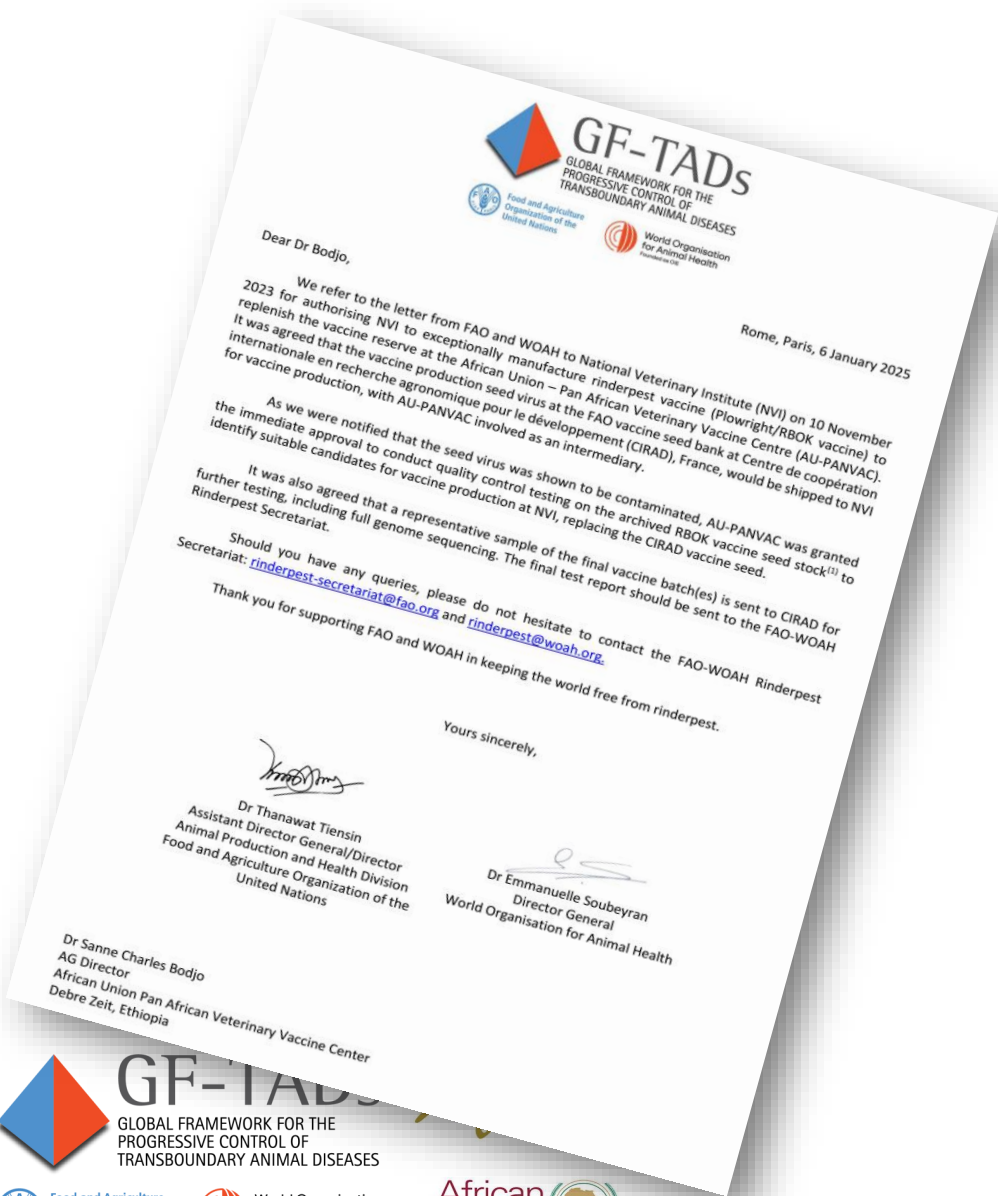 GF-TADs
GLOBAL FRAMEWORK FOR THE
PROGRESSIVE CONTROL OF
TRANSBOUNDARY ANIMAL DISEASES
Food and Agriculture
Organization of the
United Nations
World Organisation
for Animal Health
Founded as OIE
Rome, Paris, 6 January 2025
Dear Dr Bodjo,
We refer to the letter from FAO and WOAH to National Veterinary Institute (NVI) on 10 November
2023 for authorising NVI to exceptionally manufacture rinderpest vaccine (Plowright/RBOK vaccine) to
replenish the vaccine reserve at the African Union – Pan African Veterinary Vaccine Centre (AU-PANVAC).
It was agreed that the vaccine production seed virus at the FAO vaccine seed bank at Centre de coopération
internationale en recherche agronomique pour le développement (CIRAD), France, would be shipped to NVI
for vaccine production, with AU-PANVAC involved as an intermediary.
As we were notified that the seed virus was shown to be contaminated, AU-PANVAC was granted
the immediate approval to conduct quality control testing on the archived RBOK vaccine seed stock(1) to
identify suitable candidates for vaccine production at NVI, replacing the CIRAD vaccine seed.
It was also agreed that a representative sample of the final vaccine batch(es) is sent to CIRAD for
further testing, including full genome sequencing. The final test report should be sent to the FAO-WOAH
Rinderpest Secretariat.
Should you have any queries, please do not hesitate to contact the FAO-WOAH Rinderpest
Secretariat: rinderpest-secretariat@fao.org and rinderpest@woah.org.
Thank you for supporting FAO and WOAH in keeping the world free from rinderpest.
Yours sincerely,
Dr Thanawat Tiensin
Assistant Director General/Director
Animal Production and Health Division
Food and Agriculture Organization of the
United Nations
Dr Emmanuelle Soubeyran
Director General
World Organisation for Animal Health
Dr Sanne Charles Bodjo
AG Director
African Union Pan African Veterinary Vaccine Center
Debre Zeit, Ethiopia
GF-TADs
GLOBAL FRAMEWORK FOR THE
PROGRESSIVE CONTROL OF
TRANSBOUNDARY ANIMAL DISEASES
Food and Agriculture
World Organisation
African